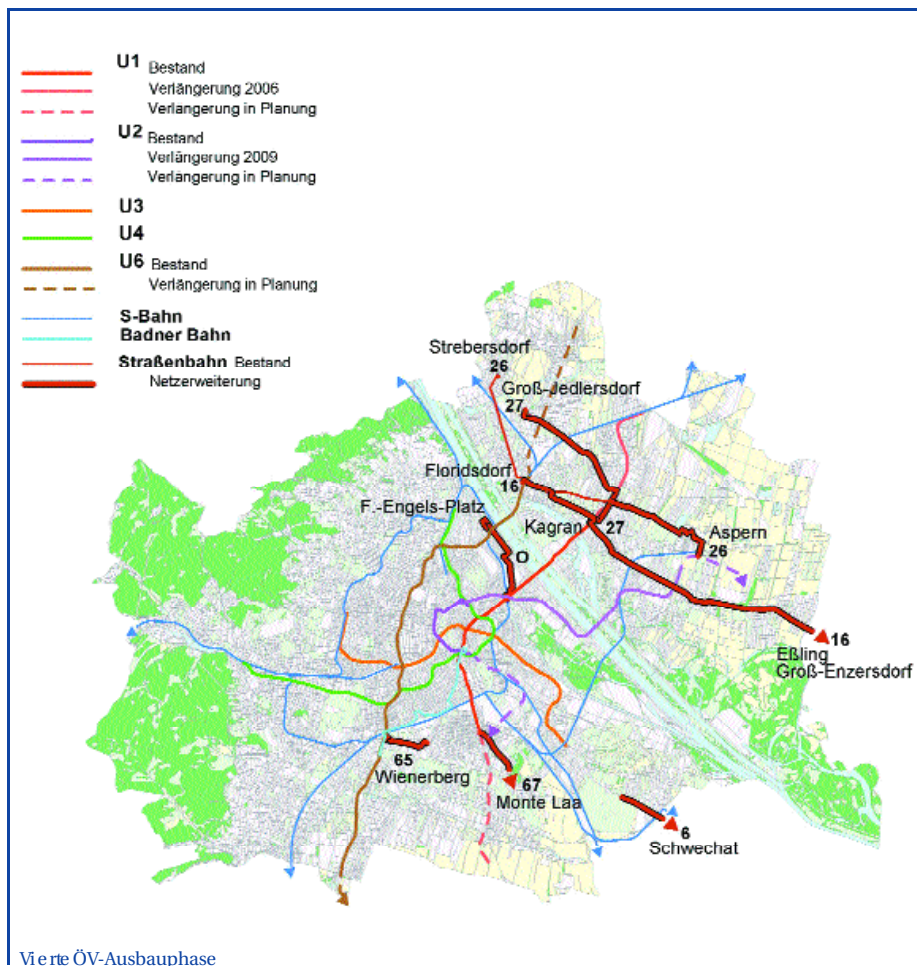 U1 Bestand
Verlängerung 2006
Verlangerung in Planung
U2 Bestand
Verlängerung 2009
Verlängerung in Planung
U3
U4
U6 Bestand
Verlängerung in Planung
S-Bahn
Badner Bahn
Straßenbahn Bestand
Netzerweiterung
Strebersdorf
26
Groß-Jedlersdorf
27
Floridsdorf
16
F.-Engels-Platz
Kagran
27
Aspern
26
O
16
Eßling
Groß-Enzersdorf
65
Wienerberg
67
Monte Laa
6
Schwechat
Vierte ÖV-Ausbauphase